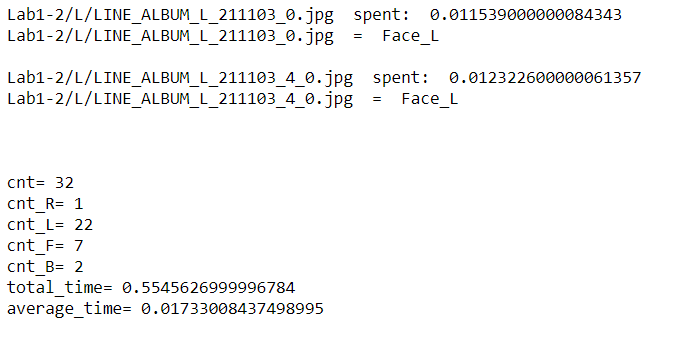 Lab1-2/L/LINE_ALBUM_L_211103_0.jpg  spent:  0.011539000000084343
Lab1-2/L/LINE_ALBUM_L_211103_0.jpg  =  Face_L
Lab1-2/L/LINE_ALBUM_L_211103_4_0.jpg  spent:  0.012322600000061357
Lab1-2/L/LINE_ALBUM_L_211103_4_0.jpg  =  Face_L
cnt= 32
cnt_R= 1
cnt_L= 22
cnt_F= 7
cnt_B= 2
total_time= 0.5545626999996784
average_time= 0.01733008437498995